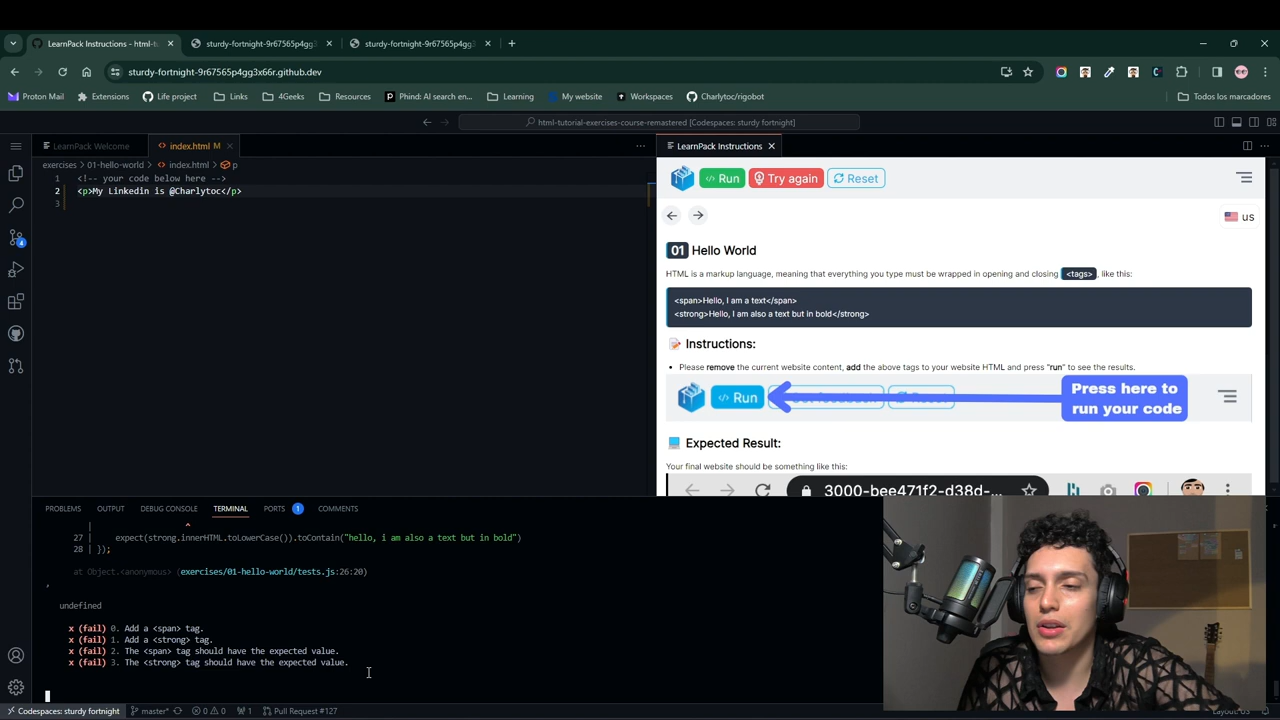 LearnPack Instructions - html-tu
sturdy-fortnight-9r67565p4gg3
sturdy-fortnight-9r67565p4gg3
sturdy-fortnight-9r67565p4gg3x66r.github.dev
Proton Mail
Extensions
Life project
Links
4Geeks
Resources
Phind: AI search en...
Learning
My website
Workspaces
Charlytoc/rigobot
Todos los marcadores
html-tutorial-exercises-course-remastered [Codespaces: sturdy fortnight]
LearnPack Welcome
index.html M
exercises > 01-hello-world > index.html > p
1 <!-- your code below here -->
2 <p>My Linkedin is @Charlytoc</p>
3
4
LearnPack Instructions
Run
Try again
Reset
us
01 Hello World
HTML is a markup language, meaning that everything you type must be wrapped in opening and closing <tags>, like this:
<span>Hello, I am a text</span>
<strong>Hello, I am also a text but in bold</strong>
Instructions:
Please remove the current website content, add the above tags to your website HTML and press "run" to see the results.
Run
Press here to
run your code
Expected Result:
Your final website should be something like this:
3000-bee471f2-d38d-...
PROBLEMS
OUTPUT
DEBUG CONSOLE
TERMINAL
PORTS 1
COMMENTS
| ^
27 | expect(strong.innerHTML.toLowerCase()).toContain("hello, i am also a text but in bold")
28 | });
at Object.<anonymous> (exercises/01-hello-world/tests.js:26:20)
,
undefined
x (fail) 0. Add a <span> tag.
x (fail) 1. Add a <strong> tag.
x (fail) 2. The <span> tag should have the expected value.
x (fail) 3. The <strong> tag should have the expected value.
Codespaces: sturdy fortnight
master*
0
0
1
Pull Request #127
Layout: US